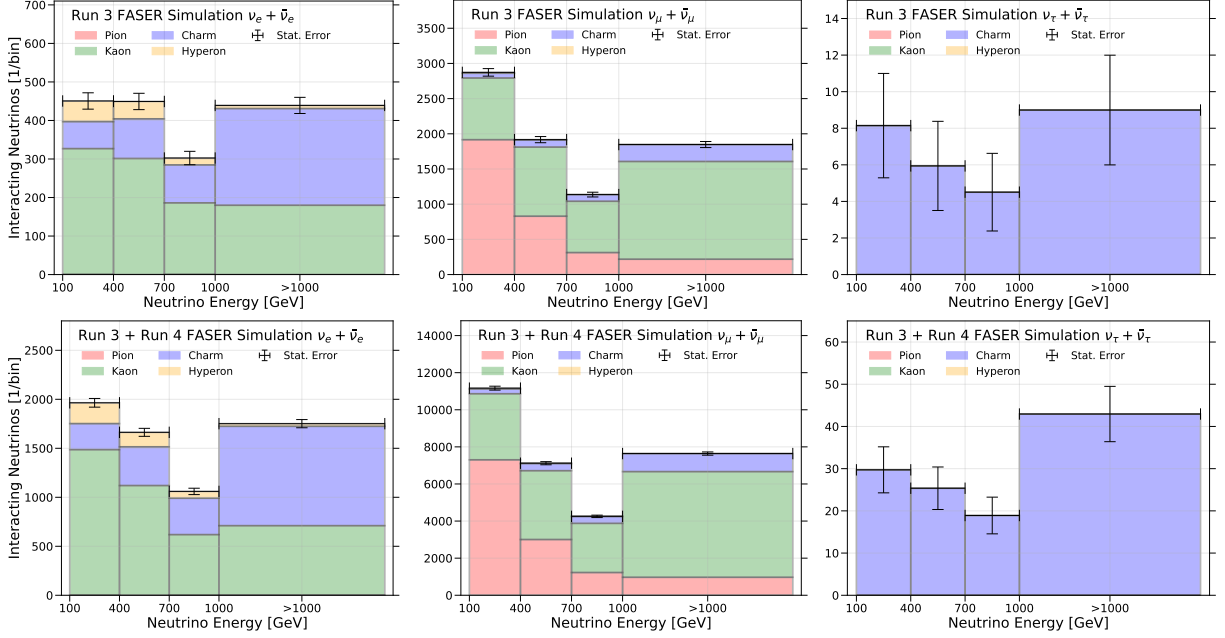 Run 3 FASER Simulation νₑ + ν̄ₑ
Pion Charm Stat. Error
Kaon Hyperon
700
600
500
400
300
200
100
0
Interacting Neutrinos [1/bin]
100 400 700 1000 >1000
Neutrino Energy [GeV]
Run 3 FASER Simulation ν_μ + ν̄_μ
Pion Charm Stat. Error
Kaon Hyperon
3500
3000
2500
2000
1500
1000
500
0
100 400 700 1000 >1000
Neutrino Energy [GeV]
Run 3 FASER Simulation ν_τ + ν̄_τ
Pion Charm Stat. Error
Kaon Hyperon
14
12
10
8
6
4
2
0
100 400 700 1000 >1000
Neutrino Energy [GeV]
Run 3 + Run 4 FASER Simulation νₑ + ν̄ₑ
Pion Charm Stat. Error
Kaon Hyperon
2500
2000
1500
1000
500
0
Interacting Neutrinos [1/bin]
100 400 700 1000 >1000
Neutrino Energy [GeV]
Run 3 + Run 4 FASER Simulation ν_μ + ν̄_μ
Pion Charm Stat. Error
Kaon Hyperon
14000
12000
10000
8000
6000
4000
2000
0
100 400 700 1000 >1000
Neutrino Energy [GeV]
Run 3 + Run 4 FASER Simulation ν_τ + ν̄_τ
Pion Charm Stat. Error
Kaon Hyperon
60
50
40
30
20
10
0
100 400 700 1000 >1000
Neutrino Energy [GeV]